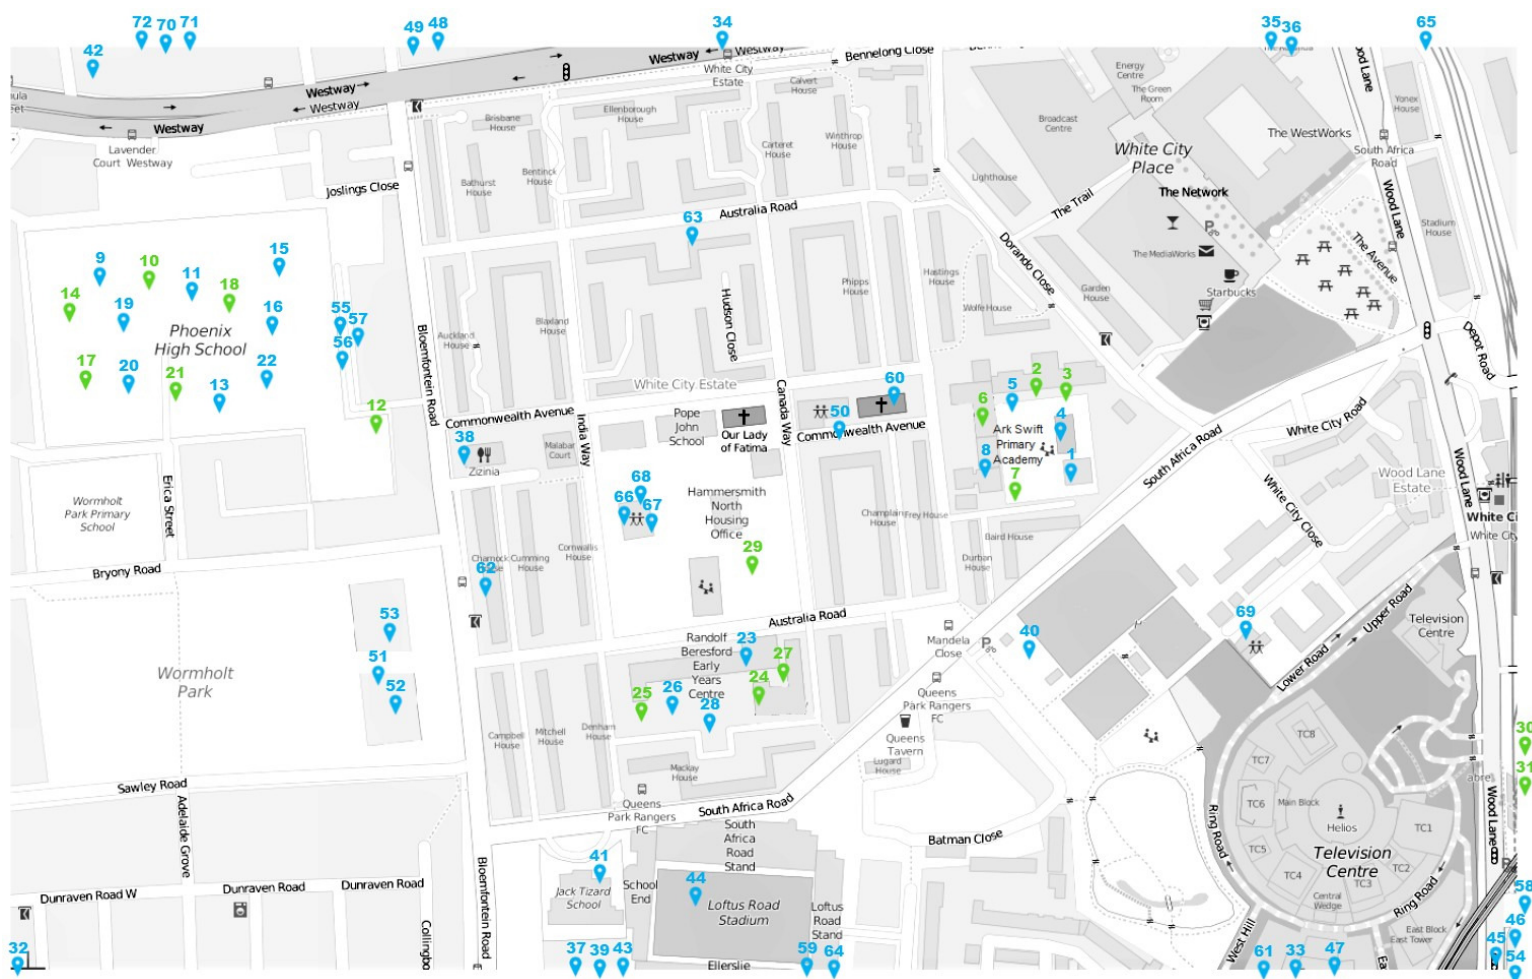 72
70
71
49
48
34
35
36
65
42
Westway
Westway
Bennelong Close
White City
Estate
Westway
Westway
Westway
Lavender
Court Westway
Joslings Close
Brisbane
House
Ellenborough
House
Calvert
House
Carteret
House
Winthrop
House
Bathurst
House
Bentinck
House
Energy
Centre
The Green
Room
Broadcast
Centre
Yonex
House
The WestWorks
White City
Place
South Africa
Road
Lighthouse
The Network
The Trail
Wood Lane
Stadium
House
The Avenue
The MediaWorks
Starbucks
P
Australia Road
63
Dorando Close
Garden
House
Hastings
House
Wolfe House
Phipps
House
Hudson Close
Blaxland
House
Auckland
House
Bloemfontein Road
9
10
11
15
14
19
18
16
55
57
56
Phoenix
High School
17
20
21
13
22
12
White City Estate
Depot Road
Commonwealth Avenue
India Way
Pope
John
School
Our Lady
of Fatima
Canada Way
50
60
Commonwealth Avenue
38
Zizinia
Malabar
Court
5
2
3
6
4
8
1
7
Ark Swift
Primary
Academy
South Africa Road
White City Road
Wood Lane
Estate
White City Close
Wood Lane
White Ci
White City
Wormholt
Park Primary
School
Erica Street
Bryony Road
68
66
67
Hammersmith
North
Housing
Office
29
Champlain
House
Frey House
Baird House
Durban
House
Charnock
House
Cumming
House
Cornwallis
House
62
53
51
52
Wormholt
Park
Australia Road
Mandela
Close
P
40
69
Upper Road
Lower Road
Television
Centre
Randolf
Beresford
Early
Years
Centre
23
27
24
25
26
28
Queens
Park Rangers
FC
Queens
Tavern
Lugard
House
Campbell
House
Mitchell
House
Denham
House
Mackay
House
30
31
TC8
TC7
TC6
Main Block
Helios
TC1
TC5
TC2
TC4
TC3
Television
Centre
Central
Wedge
Ring Road
Ring Road
East Block
East Tower
West Hill
Wood Lane
Sawley Road
Adelaide Grove
Queens
Park Rangers
FC
South Africa Road
South
Africa
Road
Stand
Batman Close
Dunraven Road W
Dunraven Road
Dunraven Road
Bloemfontein Road
Collingbo
41
Jack Tizard
School
School
End
44
Loftus Road
Stadium
Loftus
Road
Stand
Ellerslie
32
37
39
43
59
64
61
33
47
58
46
45
54